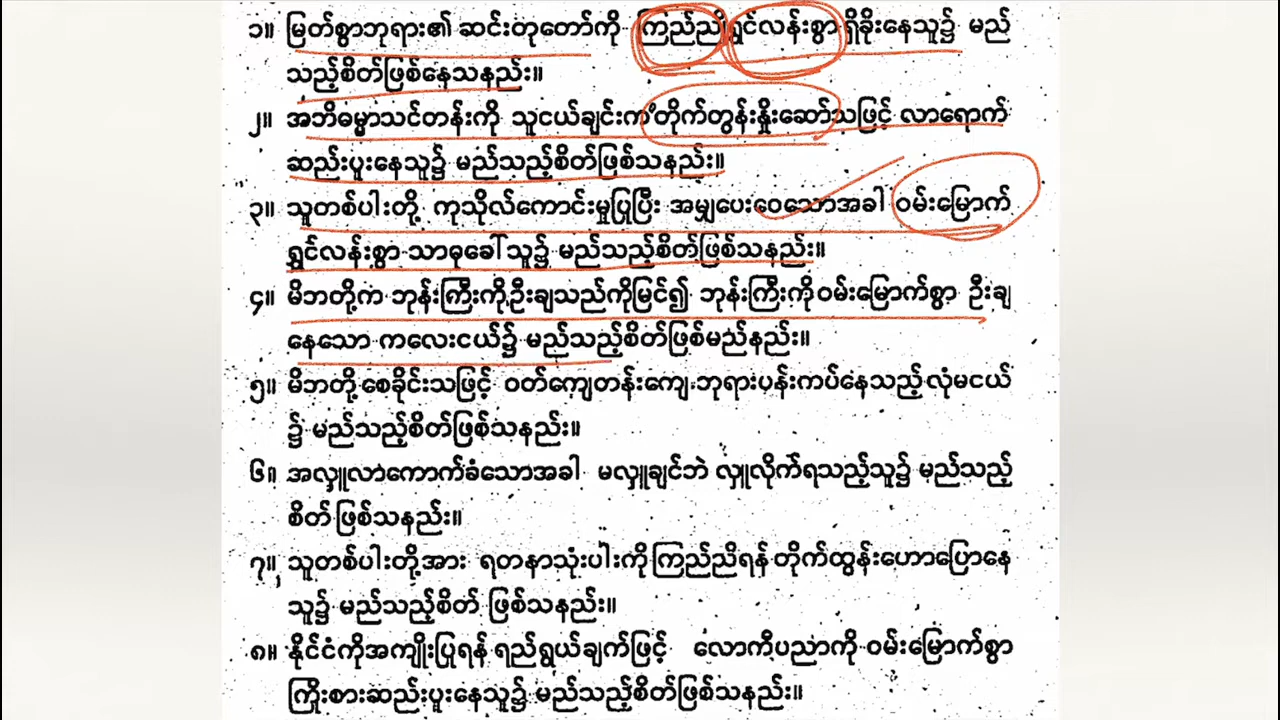 ၁။ မြတ်စွာဘုရား၏ ဆင်းတုတော်ကို ကြည်ညိုရွှင်လန်းစွာ ရှိခိုးနေသူ၌ မည်
သည့်စိတ်ဖြစ်နေသနည်း။
၂။ အဘိဓမ္မာသင်တန်းကို သူငယ်ချင်းက တိုက်တွန်းနှိုးဆော်သဖြင့် လာရောက်
ဆည်းပူးနေသူ၌ မည်သည့်စိတ်ဖြစ်သနည်း။
၃။ သူတစ်ပါးတို့ ကုသိုလ်ကောင်းမှုပြုပြီး အမျှပေးဝေသောအခါ ဝမ်းမြောက်
ရွှင်လန်းစွာ သာဓုခေါ်သူ၌ မည်သည့်စိတ်ဖြစ်သနည်း။
၄။ မိဘတို့က ဘုန်းကြီးကိုဦးချသည်ကိုမြင်၍ ဘုန်းကြီးကိုဝမ်းမြောက်စွာ ဦးချ
နေသော ကလေးငယ်၌ မည်သည့်စိတ်ဖြစ်မည်နည်း။
၅။ မိဘတို့စေခိုင်းသဖြင့် ဝတ်ကျေတန်းကျေ ဘုရားပန်းကပ်နေသည့်လုံမငယ်
၌ မည်သည့်စိတ်ဖြစ်သနည်း။
၆။ အလှူလာကောက်ခံသောအခါ မလှူချင်ဘဲ လှူလိုက်ရသည့်သူ၌ မည်သည့်
စိတ်ဖြစ်သနည်း။
၇။ သူတစ်ပါးတို့အား ရတနာသုံးပါးကိုကြည်ညိရန်တိုက်ထွန်းဟောပြောနေ
သူ၌ မည်သည့်စိတ် ဖြစ်သနည်း။
၈။ နိုင်ငံကိုအကျိုးပြုရန်ရည်ရွယ်ချက်ဖြင့် လောကီပညာကိုဝမ်းမြောက်စွာ
ကြိုးစားဆည်းပူးနေသူ၌ မည်သည့်စိတ်ဖြစ်သနည်း။